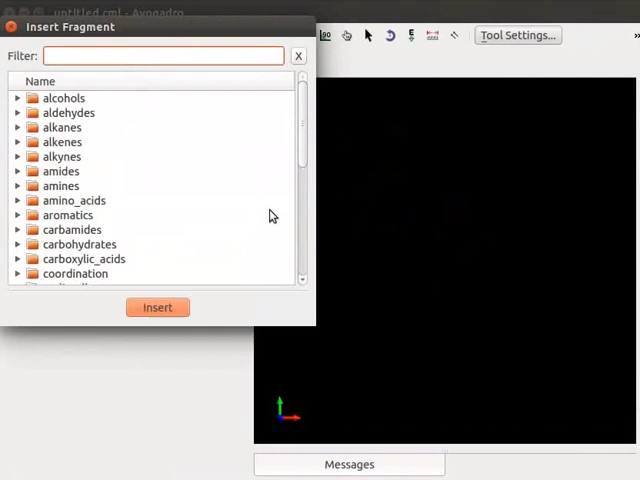 untitled.cml - Avogadro
Insert Fragment
Filter:
X
Name
alcohols
aldehydes
alkanes
alkenes
alkynes
amides
amines
amino_acids
aromatics
carbamides
carbohydrates
carboxylic_acids
coordination
Insert
90
E
Tool Settings...
»
Messages